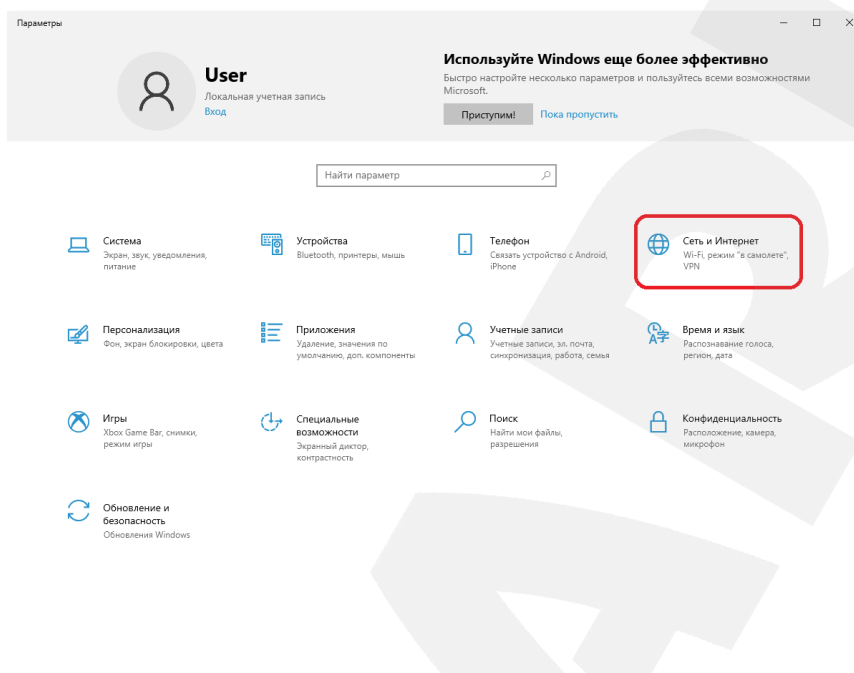 Параметры
User
Локальная учетная запись
Вход
Используйте Windows еще более эффективно
Быстро настройте несколько параметров и пользуйтесь всеми возможностями
Microsoft.
Приступим!
Пока пропустить
Найти параметр
Система
Экран, звук, уведомления,
питание
Устройства
Bluetooth, принтеры, мышь
Телефон
Связать устройство с Android,
iPhone
Сеть и Интернет
Wi-Fi, режим "в самолете",
VPN
Персонализация
Фон, экран блокировки, цвета
Приложения
Удаление, значения по
умолчанию, доп. компоненты
Учетные записи
Учетные записи, эл. почта,
синхронизация, работа, семья
Время и язык
Распознавание голоса,
регион, дата
Игры
Xbox Game Bar, снимки,
режим игры
Специальные
возможности
Экранный диктор,
контрастность
Поиск
Найти мои файлы,
разрешения
Конфиденциальность
Расположение, камера,
микрофон
Обновление и
безопасность
Обновления Windows